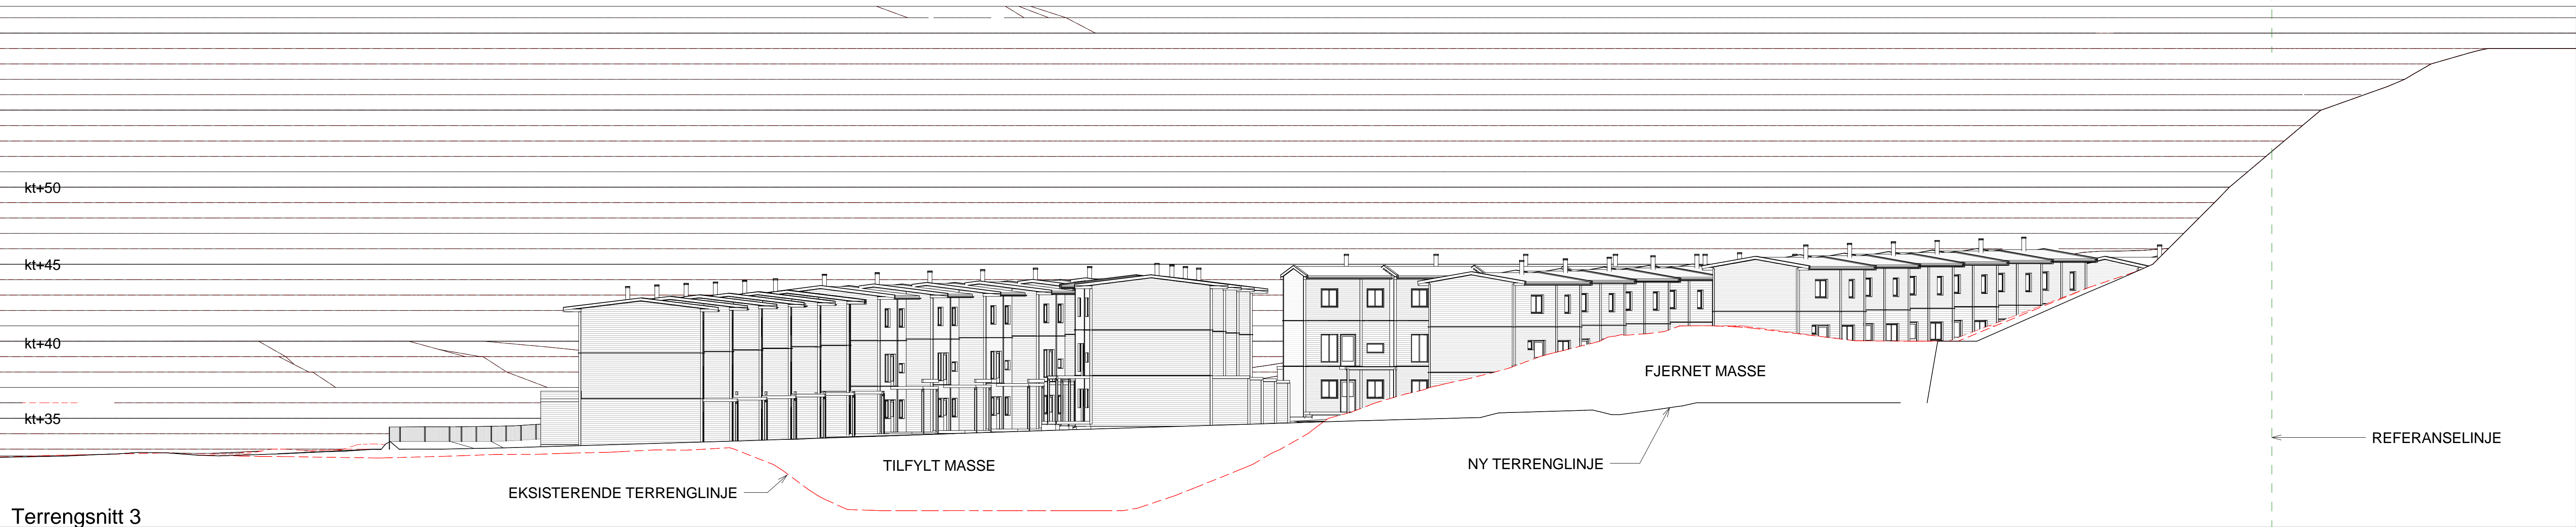 kt+50
kt+45
kt+40
kt+35
FJERNET MASSE
TILFYLT MASSE
NY TERRENGLINJE
REFERANSELINJE
EKSISTERENDE TERRENGLINJE
Terrengsnitt 3